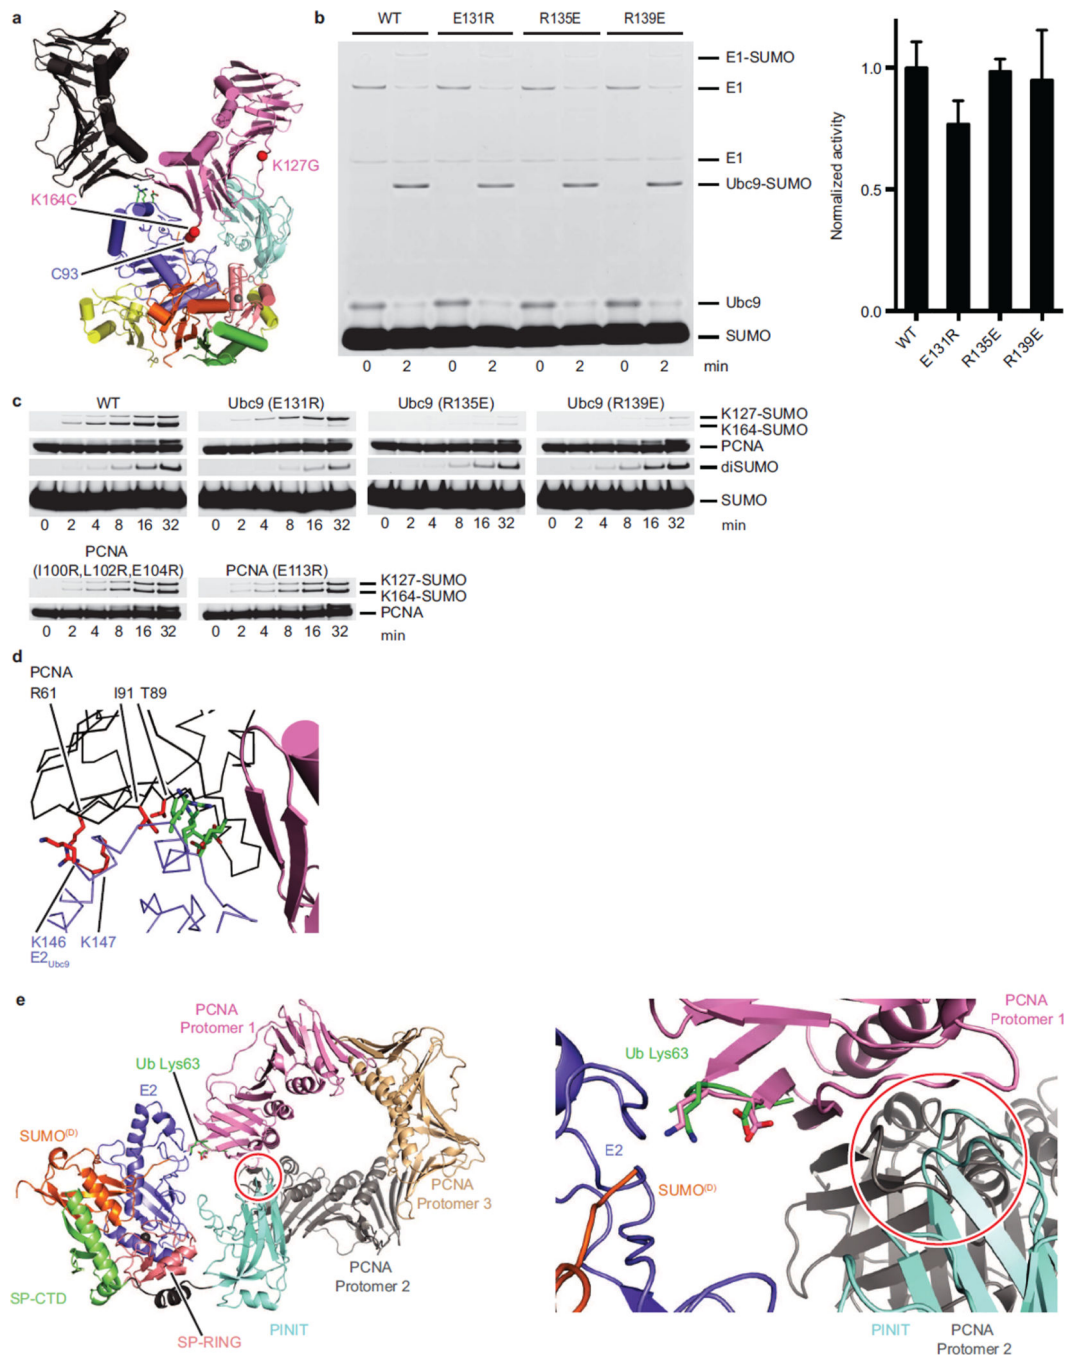 a
K127G
K164C
C93
b
WT E131R R135E R139E
E1-SUMO
E1
E1
Ubc9-SUMO
Ubc9
SUMO
0 2 0 2 0 2 0 2 min
Normalized activity
1.0
0.5
0.0
WT E131R R135E R139E
c
WT Ubc9 (E131R) Ubc9 (R135E) Ubc9 (R139E)
K127-SUMO
K164-SUMO
PCNA
diSUMO
SUMO
0 2 4 8 16 32 0 2 4 8 16 32 0 2 4 8 16 32 0 2 4 8 16 32 min
PCNA
(I100R,L102R,E104R) PCNA (E113R)
K127-SUMO
K164-SUMO
PCNA
0 2 4 8 16 32 0 2 4 8 16 32 min
d
PCNA
R61 I91 T89
K146 K147
E2Ubc9
e
PCNA
Protomer 1
Ub Lys63
E2
SUMO(D)
PCNA
Protomer 3
PCNA
Protomer 2
SP-CTD
SP-RING
PINIT
PCNA
Protomer 1
Ub Lys63
E2
SUMO(D)
PINIT PCNA
Protomer 2